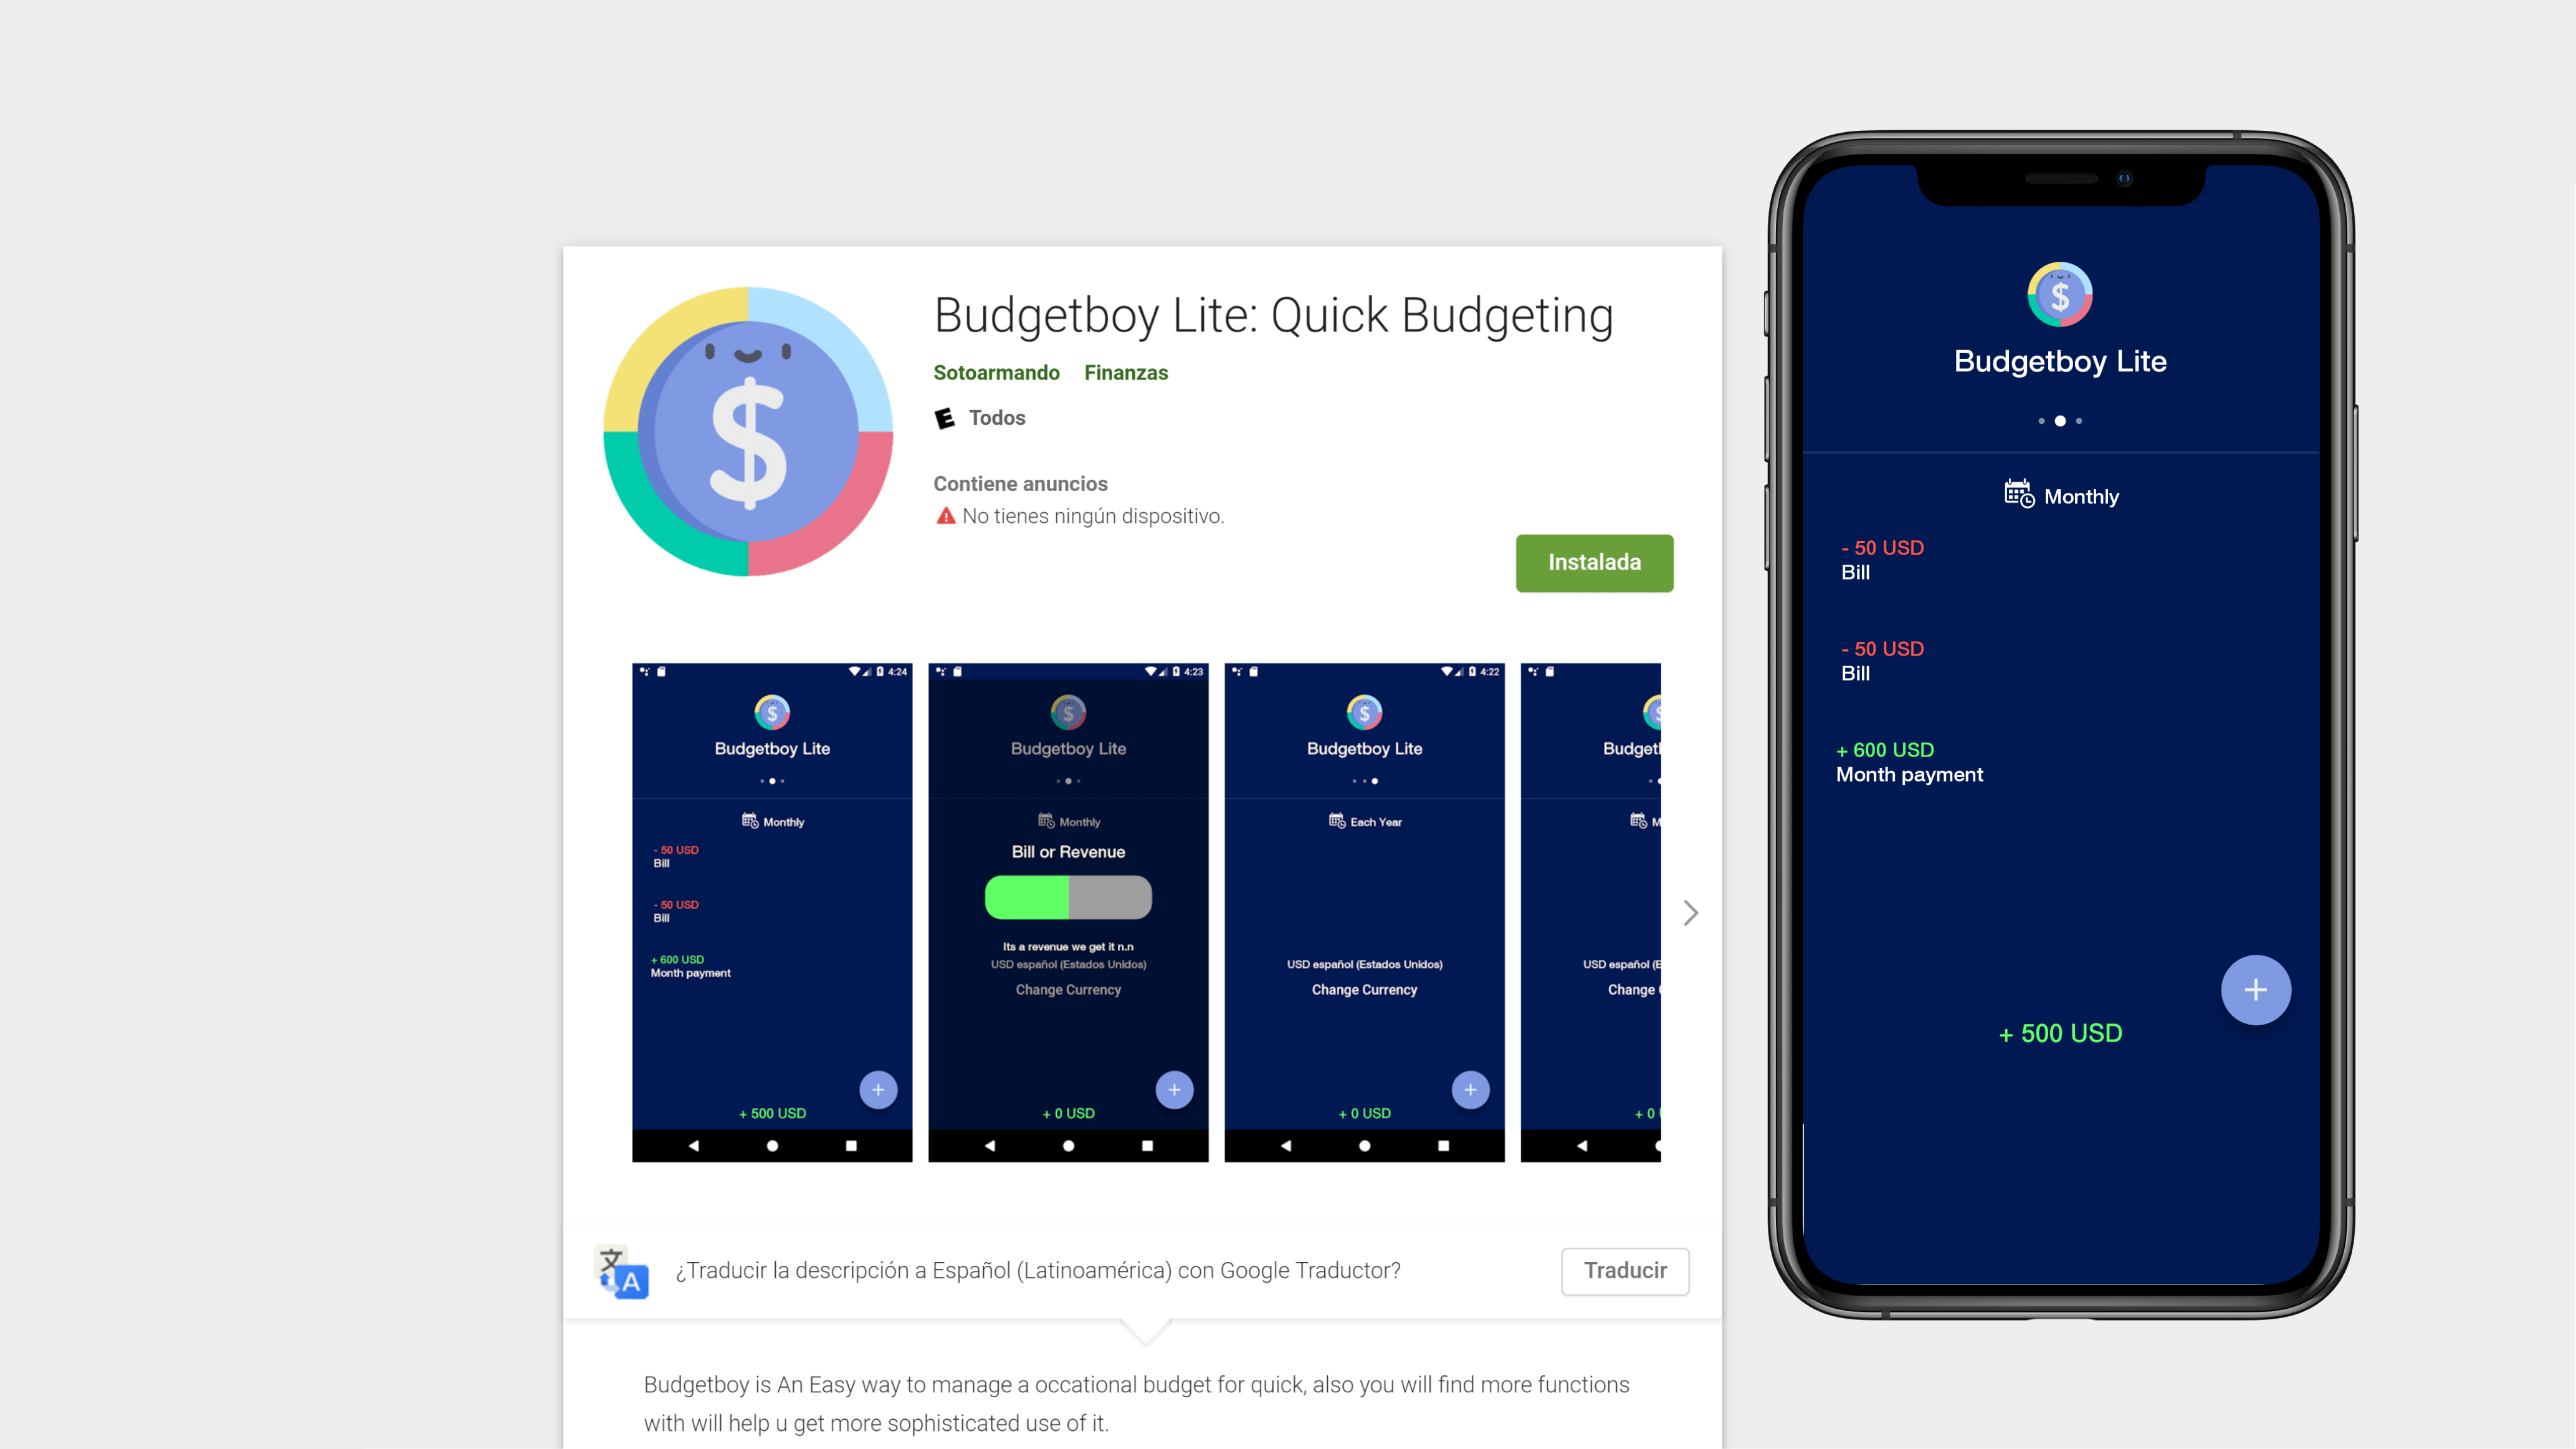 $
Budgetboy Lite: Quick Budgeting
Sotoarmando Finanzas
E Todos
Contiene anuncios
No tienes ningún dispositivo.
Instalada
4:24
$
Budgetboy Lite
Monthly
- 50 USD
Bill
- 50 USD
Bill
+ 600 USD
Month payment
+
+ 500 USD
4:23
$
Budgetboy Lite
Monthly
Bill or Revenue
Its a revenue we get it n.n
USD español (Estados Unidos)
Change Currency
+
+ 0 USD
4:22
$
Budgetboy Lite
Each Year
USD español (Estados Unidos)
Change Currency
+
+ 0 USD
Budget
M
USD español (E
Change
+ 0
文
A
¿Traducir la descripción a Español (Latinoamérica) con Google Traductor?
Traducir
Budgetboy is An Easy way to manage a occational budget for quick, also you will find more functions
with will help u get more sophisticated use of it.
$
Budgetboy Lite
Monthly
- 50 USD
Bill
- 50 USD
Bill
+ 600 USD
Month payment
+
+ 500 USD